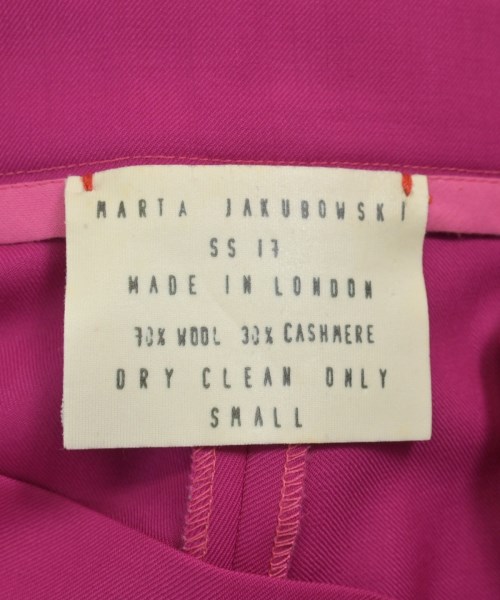 MARTA JAKUBOWSKI
SS 17
MADE IN LONDON
70% WOOL 30% CASHMERE
DRY CLEAN ONLY
SMALL